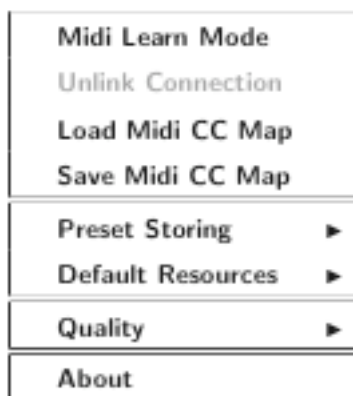 Midi Learn Mode
Unlink Connection
Load Midi CC Map
Save Midi CC Map
Preset Storing
Default Resources
Quality
About